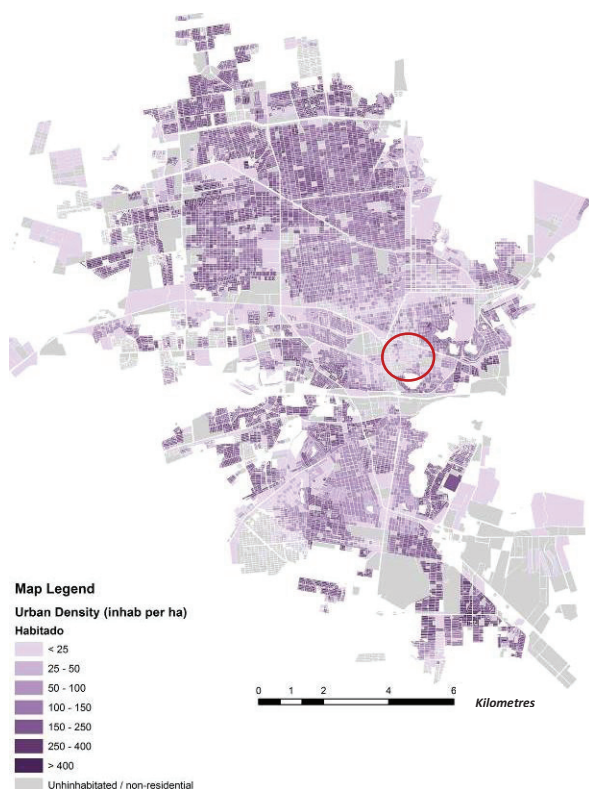 Map Legend
Urban Density (inhab per ha)
Habitado
< 25
25 - 50
50 - 100
100 - 150
150 - 250
250 - 400
> 400
Unhinhabitated / non-residential
0 1 2 4 6
Kilometres